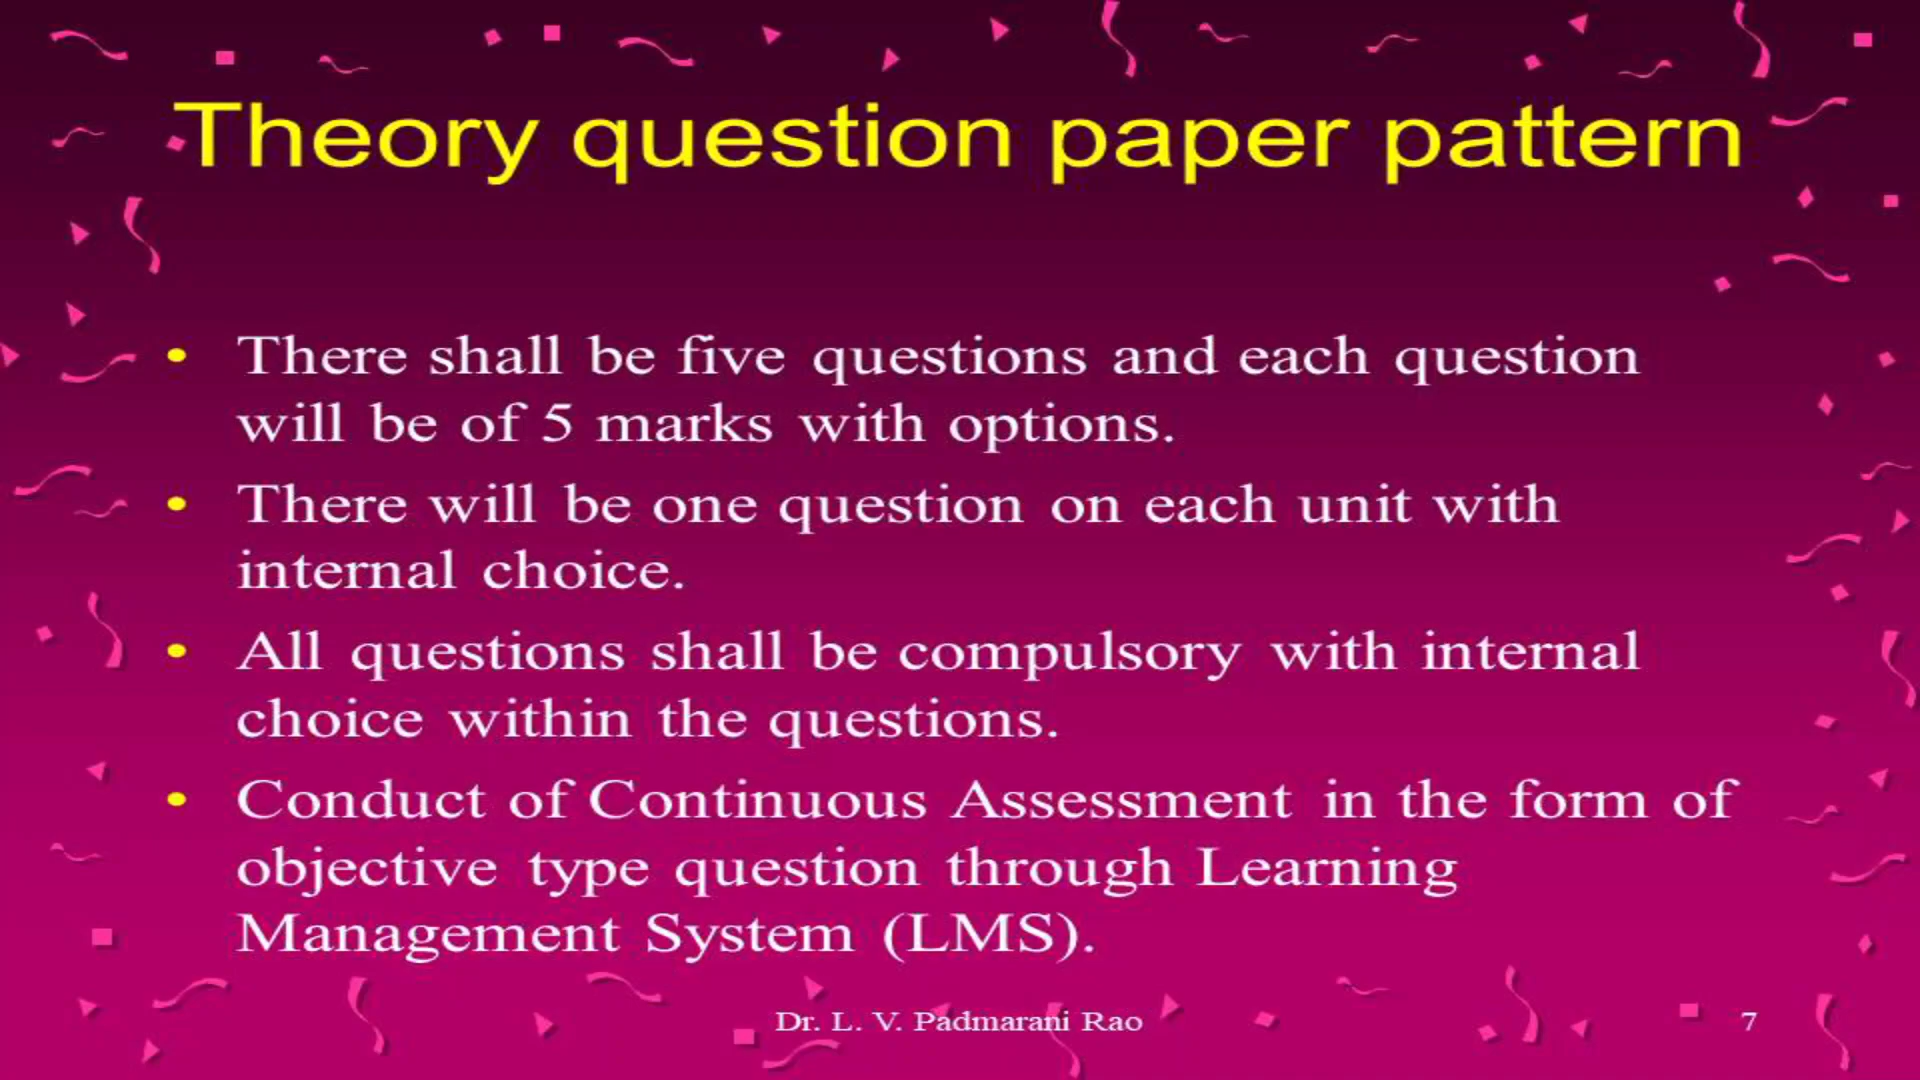 Theory question paper pattern
• There shall be five questions and each question
will be of 5 marks with options.
• There will be one question on each unit with
internal choice.
• All questions shall be compulsory with internal
choice within the questions.
• Conduct of Continuous Assessment in the form of
objective type question through Learning
Management System (LMS).
Dr. L. V. Padmarani Rao
7